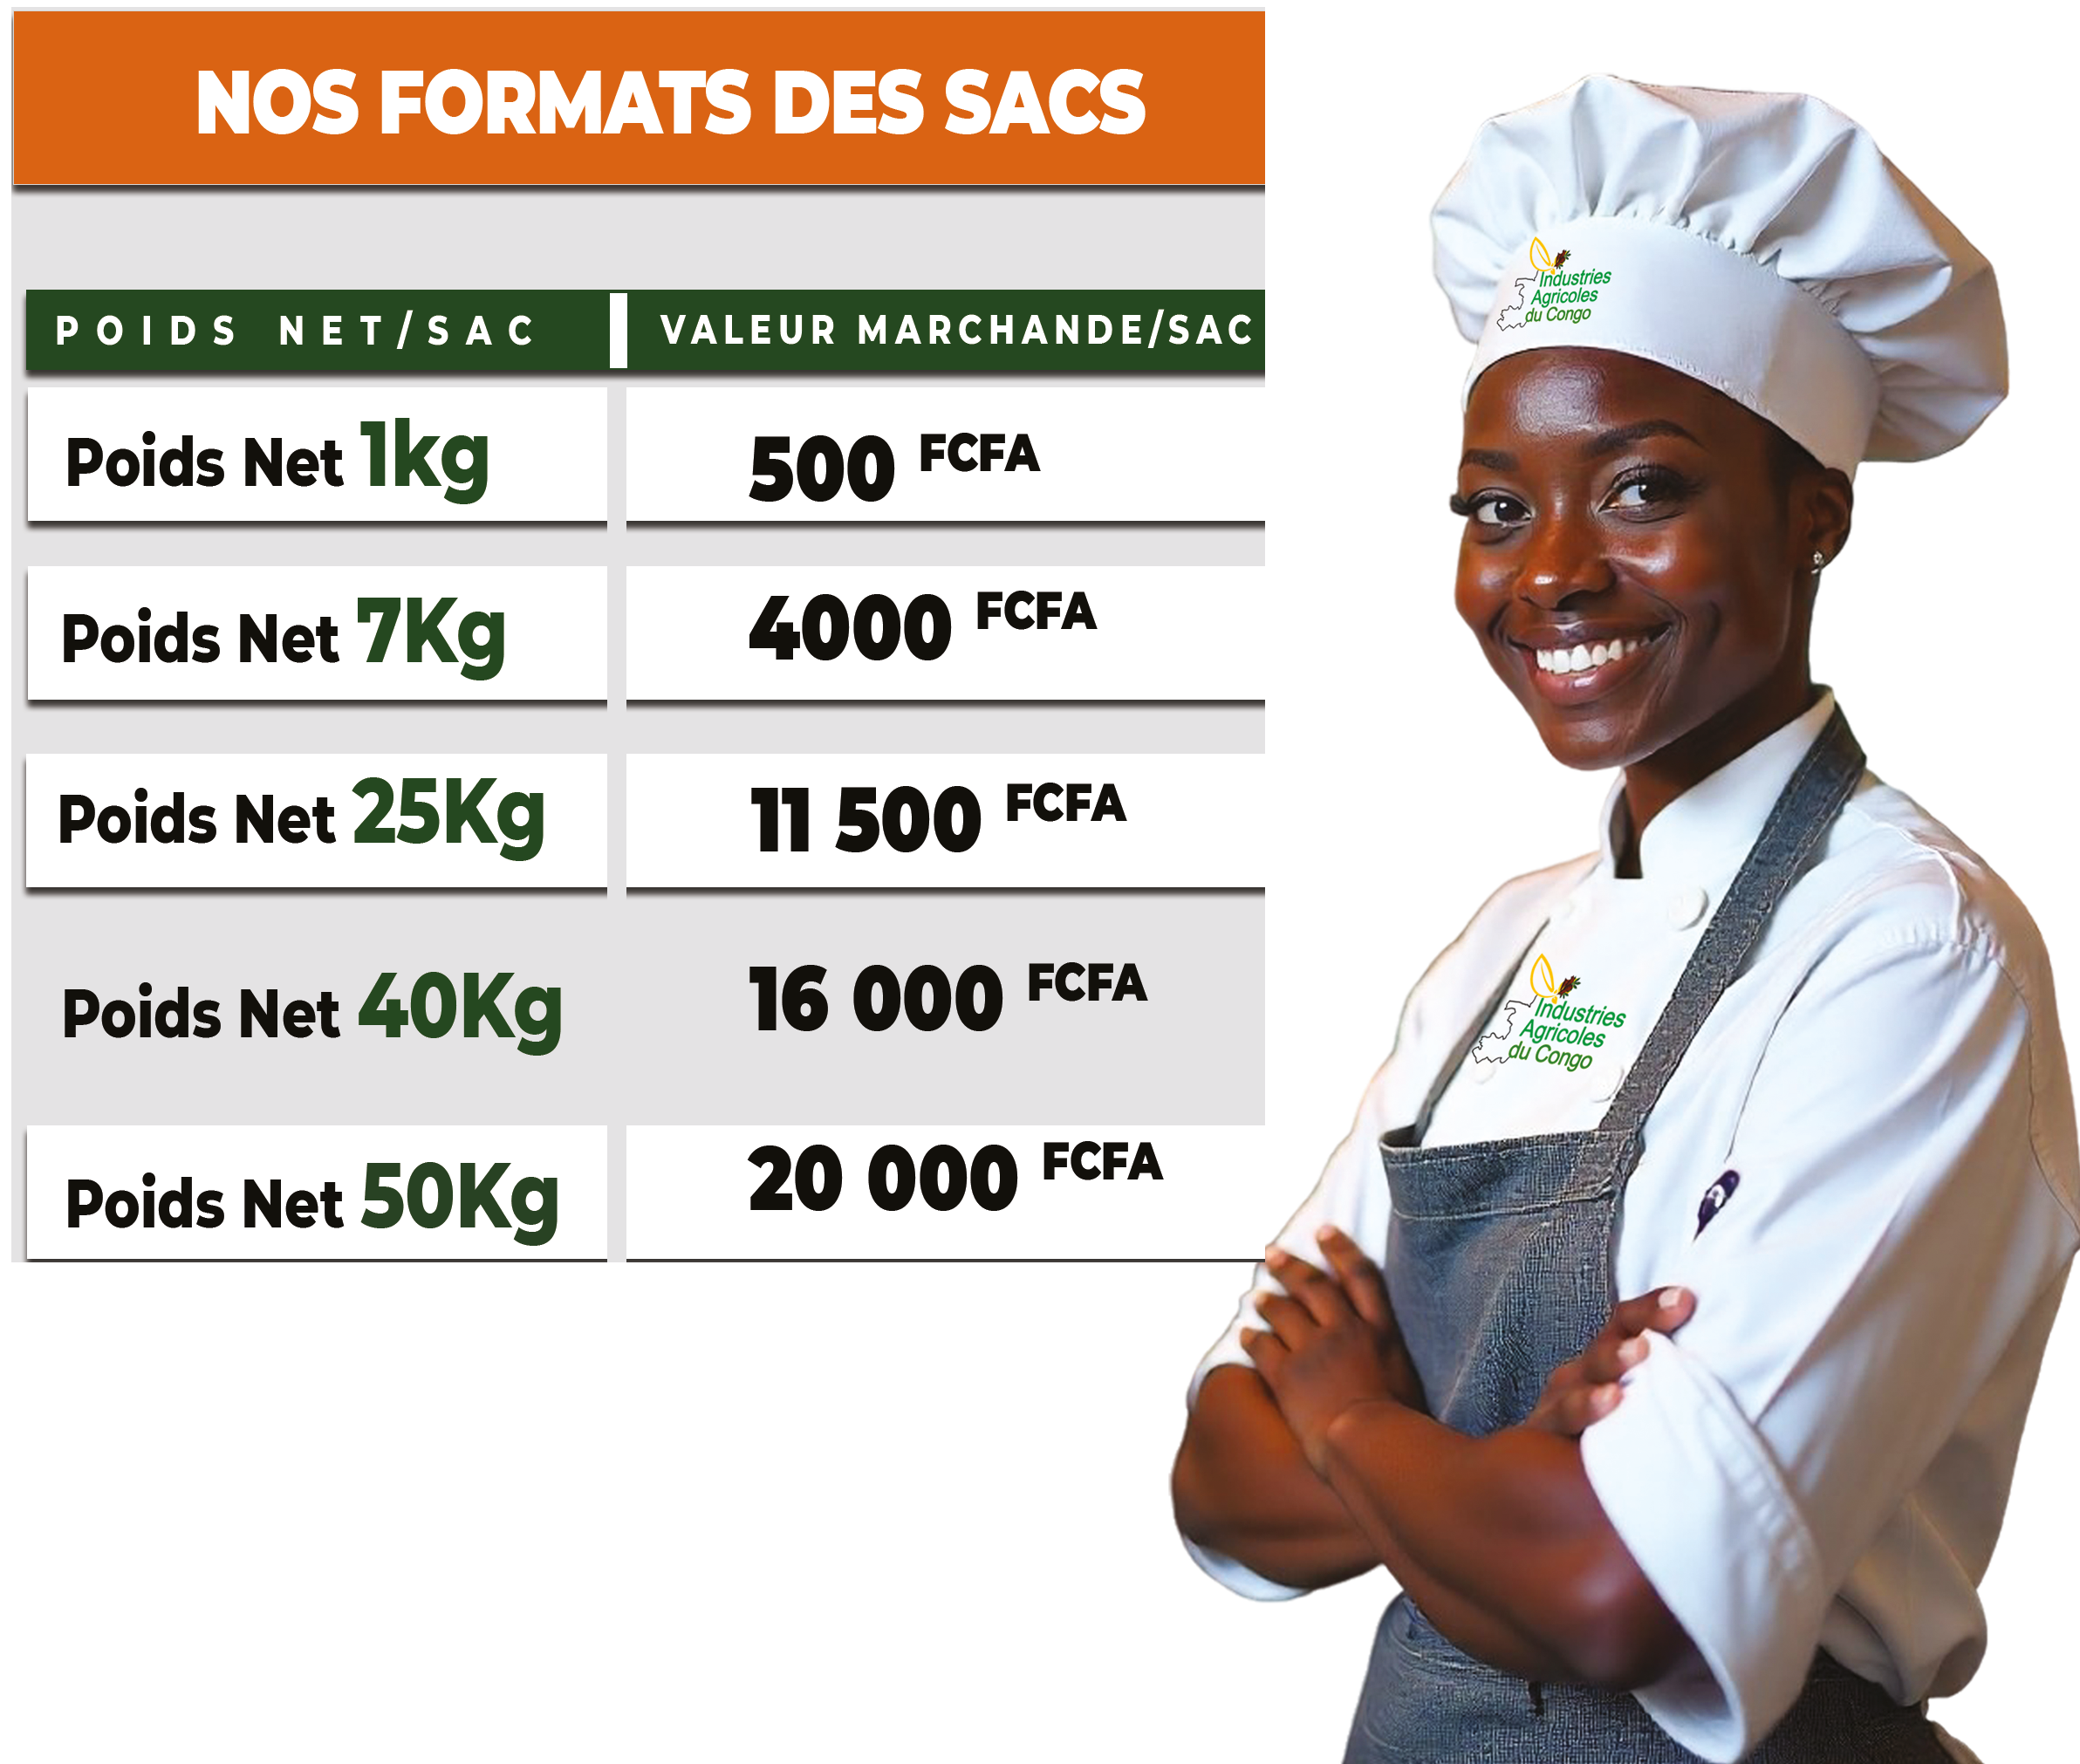 NOS FORMATS DES SACS
POIDS NET/SAC VALEUR MARCHANDE/SAC
Poids Net 1kg 500 FCFA
Poids Net 7Kg 4000 FCFA
Poids Net 25Kg 11 500 FCFA
Poids Net 40Kg 16 000 FCFA
Poids Net 50Kg 20 000 FCFA
Industries
Agricoles
du Congo
Industries
Agricoles
du Congo